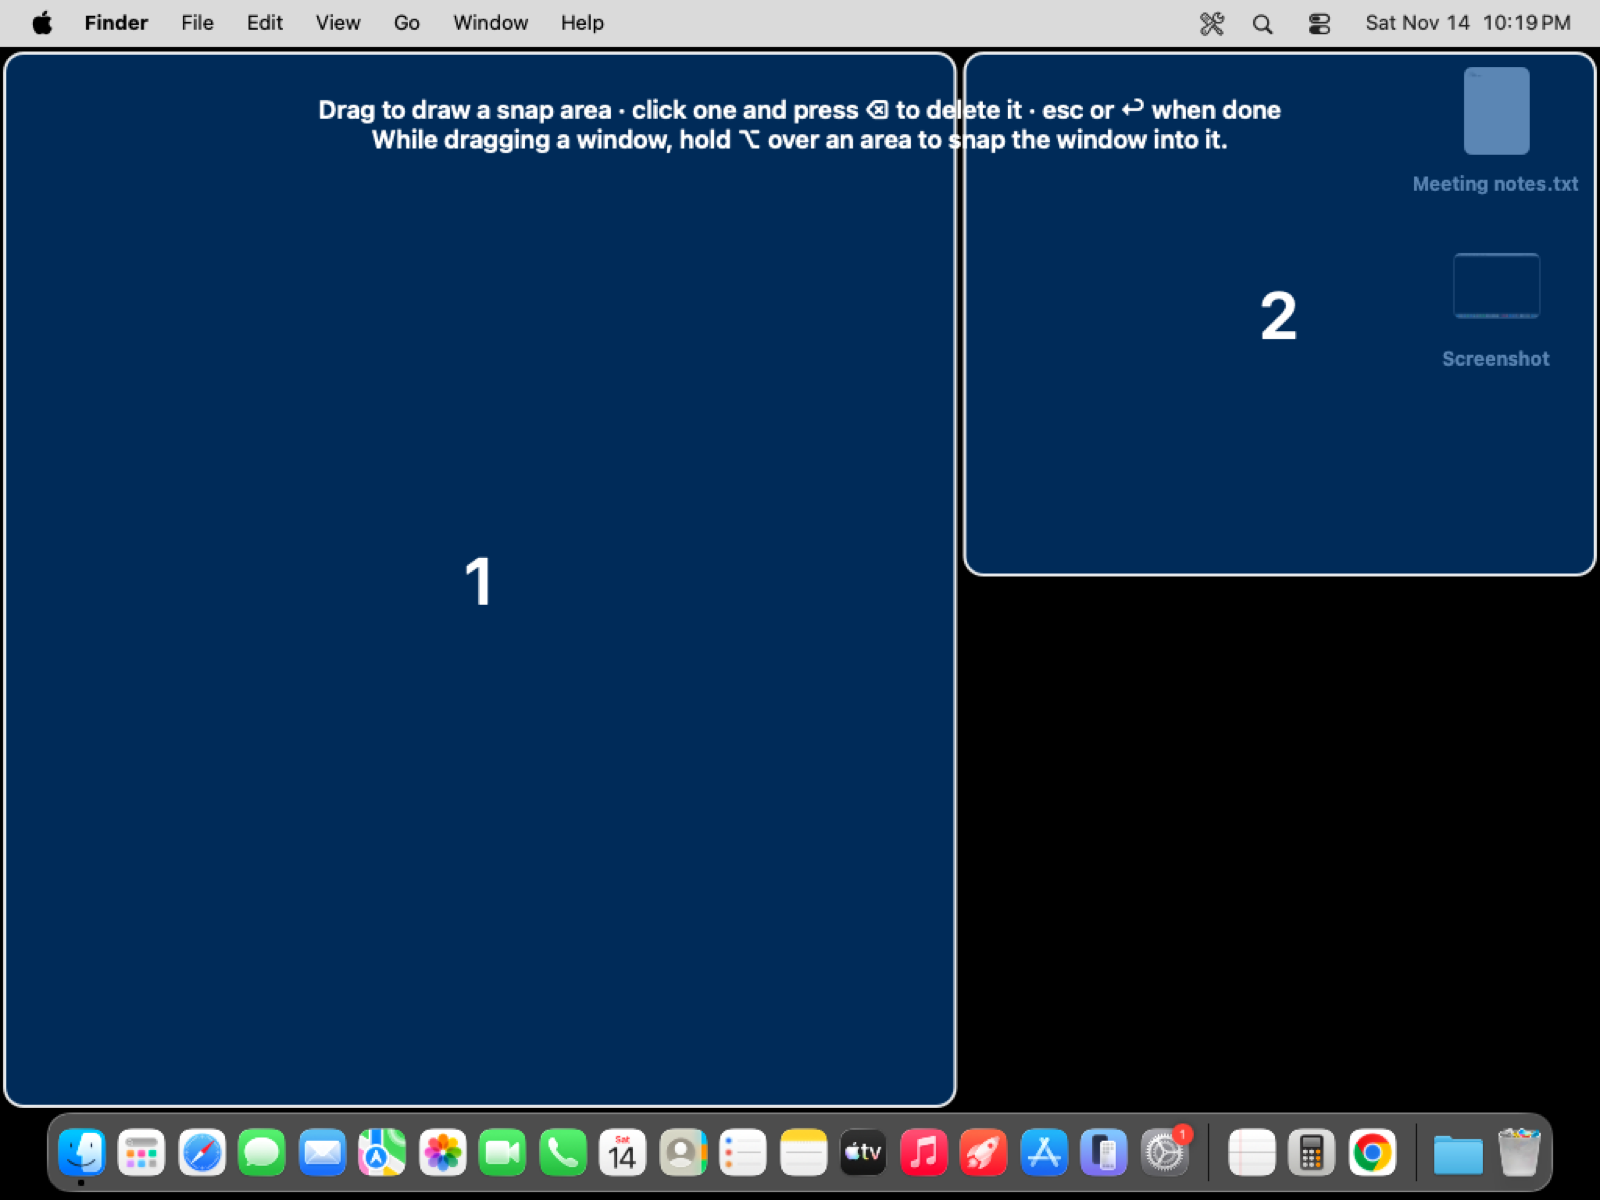 Finder File Edit View Go Window Help Sat Nov 14 10:19 PM
Drag to draw a snap area · click one and press ⌫ to delete it · esc or ↩ when done
While dragging a window, hold ⌥ over an area to snap the window into it.
Meeting notes.txt
2
Screenshot
1
Sat
14
tv
1